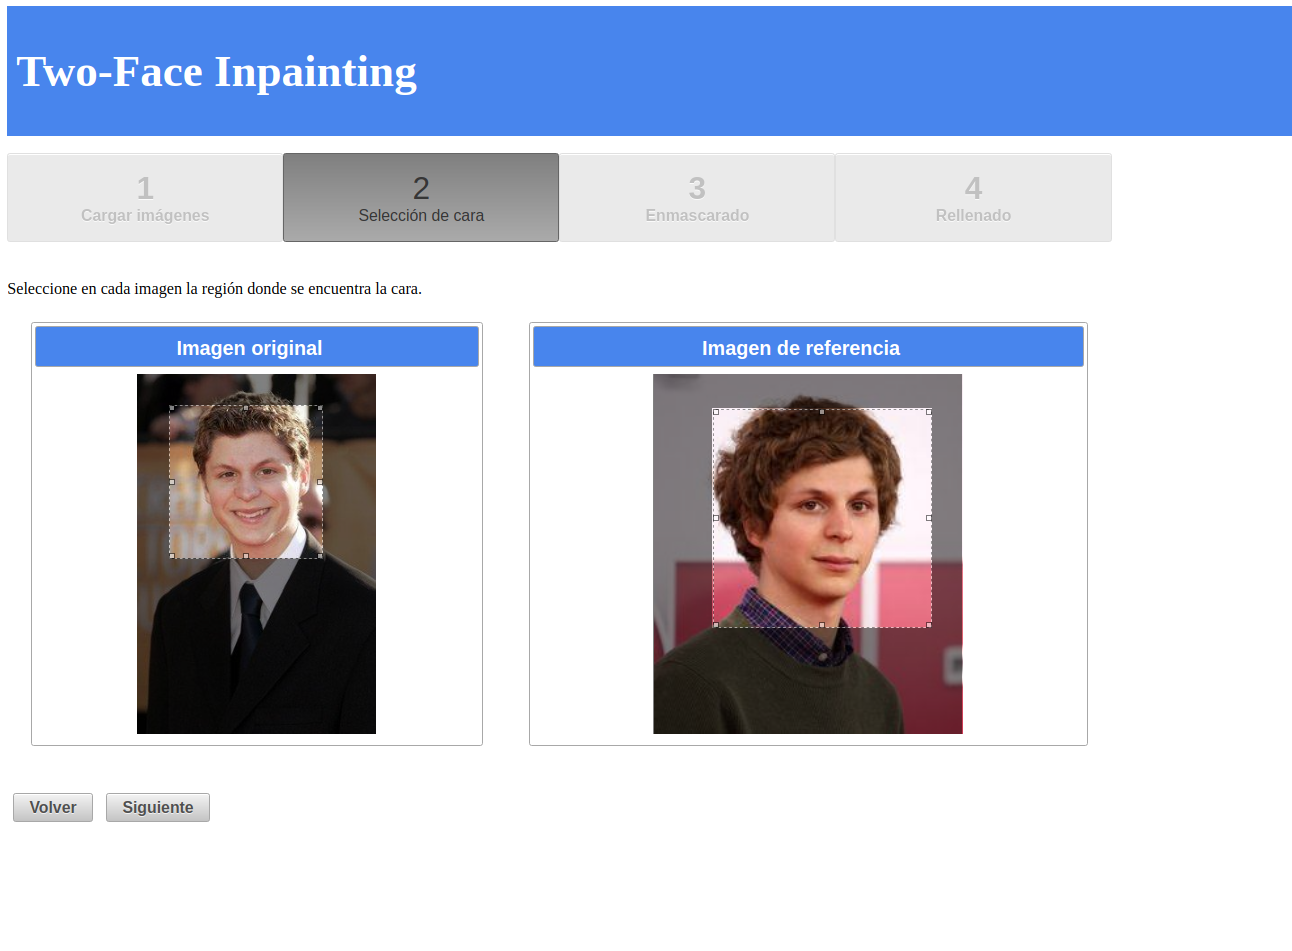 Two-Face Inpainting
1
Cargar imágenes
2
Selección de cara
3
Enmascarado
4
Rellenado
Seleccione en cada imagen la región donde se encuentra la cara.
Imagen original
Imagen de referencia
Volver
Siguiente